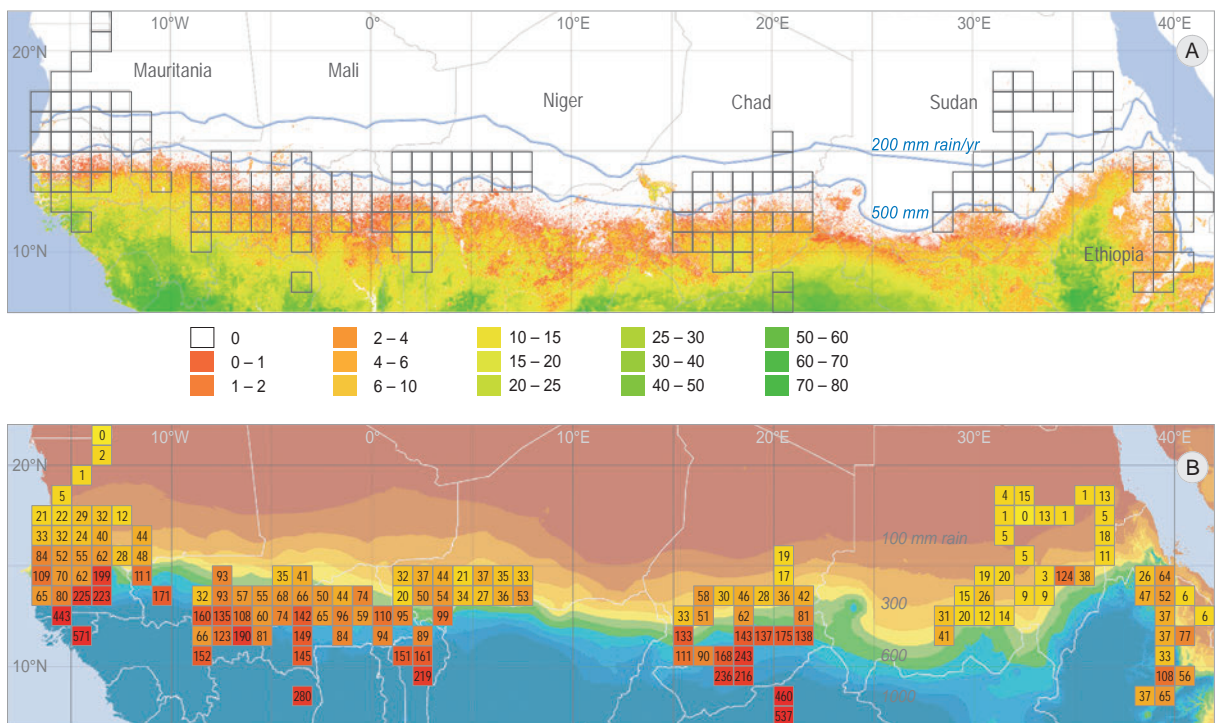 10°W 0° 10°E 20°E 30°E 40°E
20°N
A
Mauritania Mali
Niger Chad Sudan
200 mm rain/yr
500 mm
10°N
Ethiopia
0 2 – 4 10 – 15 25 – 30 50 – 60
0 – 1 4 – 6 15 – 20 30 – 40 60 – 70
1 – 2 6 – 10 20 – 25 40 – 50 70 – 80
10°W 0° 10°E 20°E 30°E 40°E
0
2
20°N
B
1
5 4 15 1 13
21 22 29 32 12 1 0 13 1 5
33 32 24 40 44 5 18
100 mm rain
84 52 55 62 28 48 19 5 11
109 70 62 199 111 93 35 41 32 37 44 21 37 35 33 17 19 20 3 124 38 26 64
65 80 225 223 171 32 93 57 55 68 66 50 44 74 20 50 54 34 27 36 53 58 30 46 28 36 42 15 26 9 9 47 52 6
300
443 160 135 108 60 74 142 65 96 59 110 95 99 33 51 62 81 31 20 12 14 37 6
571 66 123 190 81 149 84 94 89 133 143 137 175 138 41 37 77
600
152 145 151 161 111 90 168 243 33
10°N
219 236 216 108 56
280 460 37 65
1000
537